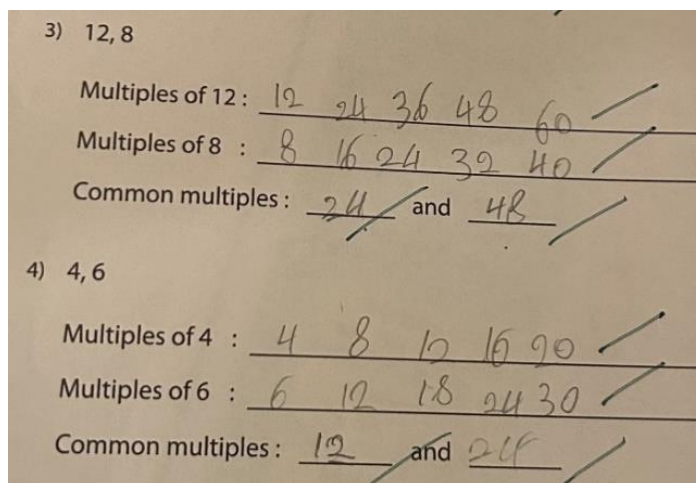 3) 12, 8
Multiples of 12 : 12 24 36 48 60
Multiples of 8 : 8 16 24 32 40
Common multiples : 24 and 48
4) 4, 6
Multiples of 4 : 4 8 12 16 20
Multiples of 6 : 6 12 18 24 30
Common multiples : 12 and 24